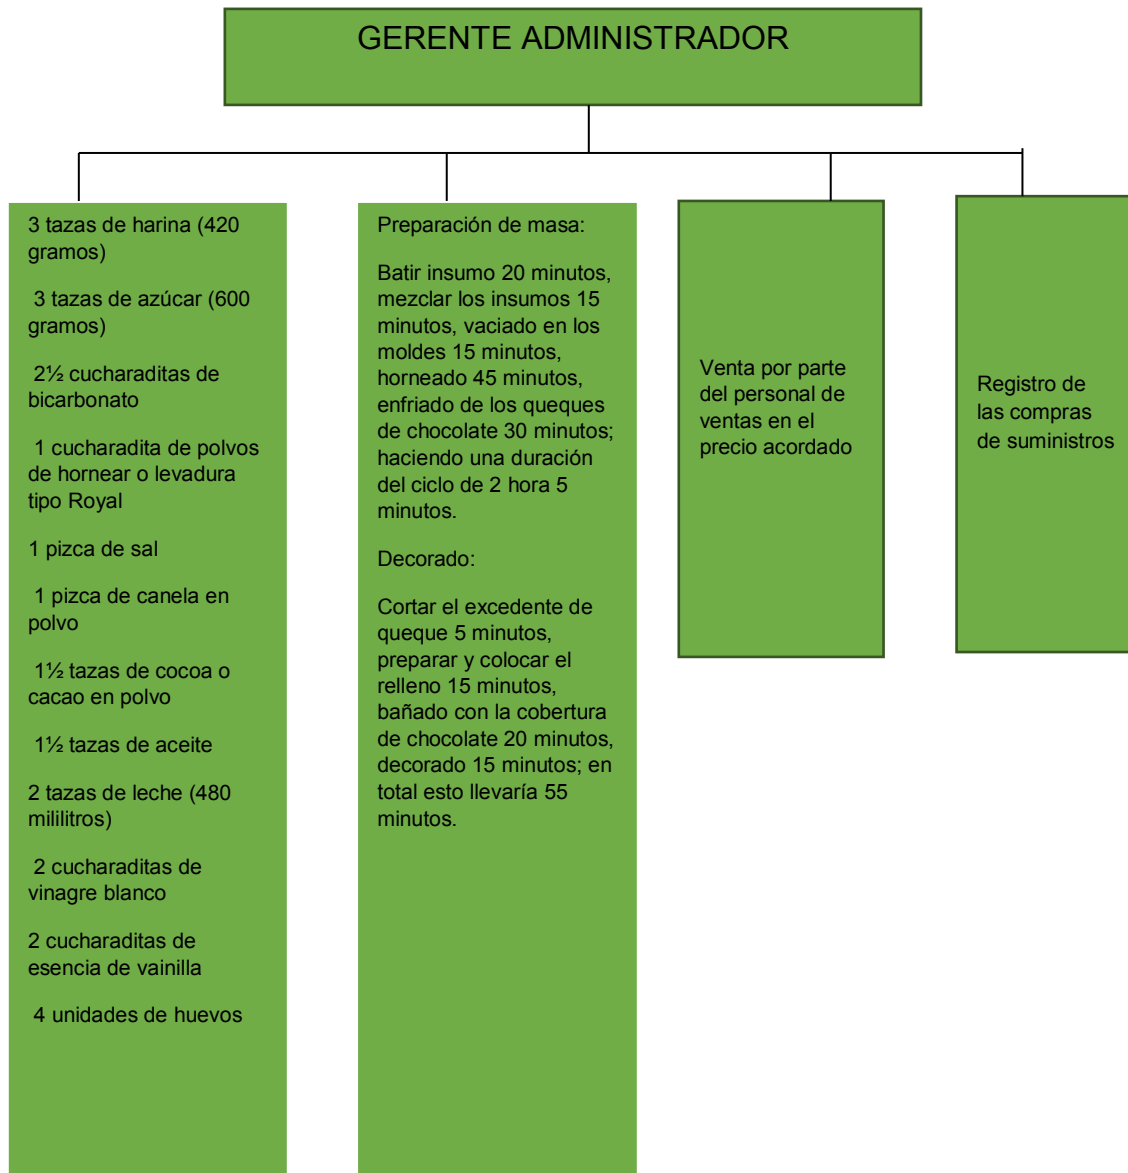 GERENTE ADMINISTRADOR
3 tazas de harina (420
gramos)
3 tazas de azúcar (600
gramos)
2½ cucharaditas de
bicarbonato
1 cucharadita de polvos
de hornear o levadura
tipo Royal
1 pizca de sal
1 pizca de canela en
polvo
1½ tazas de cocoa o
cacao en polvo
1½ tazas de aceite
2 tazas de leche (480
mililitros)
2 cucharaditas de
vinagre blanco
2 cucharaditas de
esencia de vainilla
4 unidades de huevos
Preparación de masa:
Batir insumo 20 minutos,
mezclar los insumos 15
minutos, vaciado en los
moldes 15 minutos,
horneado 45 minutos,
enfriado de los queques
de chocolate 30 minutos;
haciendo una duración
del ciclo de 2 hora 5
minutos.
Decorado:
Cortar el excedente de
queque 5 minutos,
preparar y colocar el
relleno 15 minutos,
bañado con la cobertura
de chocolate 20 minutos,
decorado 15 minutos; en
total esto llevaría 55
minutos.
Venta por parte
del personal de
ventas en el
precio acordado
Registro de
las compras
de suministros